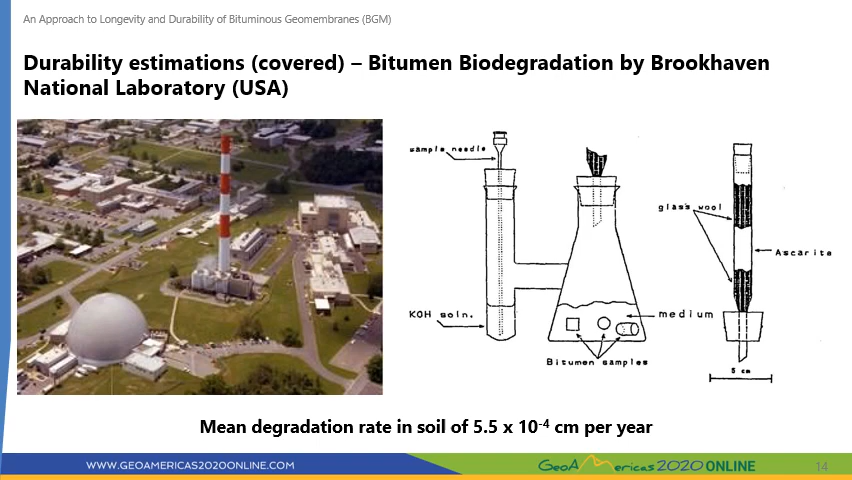 An Approach to Longevity and Durability of Bituminous Geomembranes (BGM)
Durability estimations (covered) – Bitumen Biodegradation by Brookhaven
National Laboratory (USA)
sample needle
KOH soln.
medium
Bitumen samples
glass wool
Ascarite
5 cm
Mean degradation rate in soil of 5.5 x 10-4 cm per year
WWW.GEOAMERICAS2020ONLINE.COM
GeoAmericas 2020 ONLINE
14